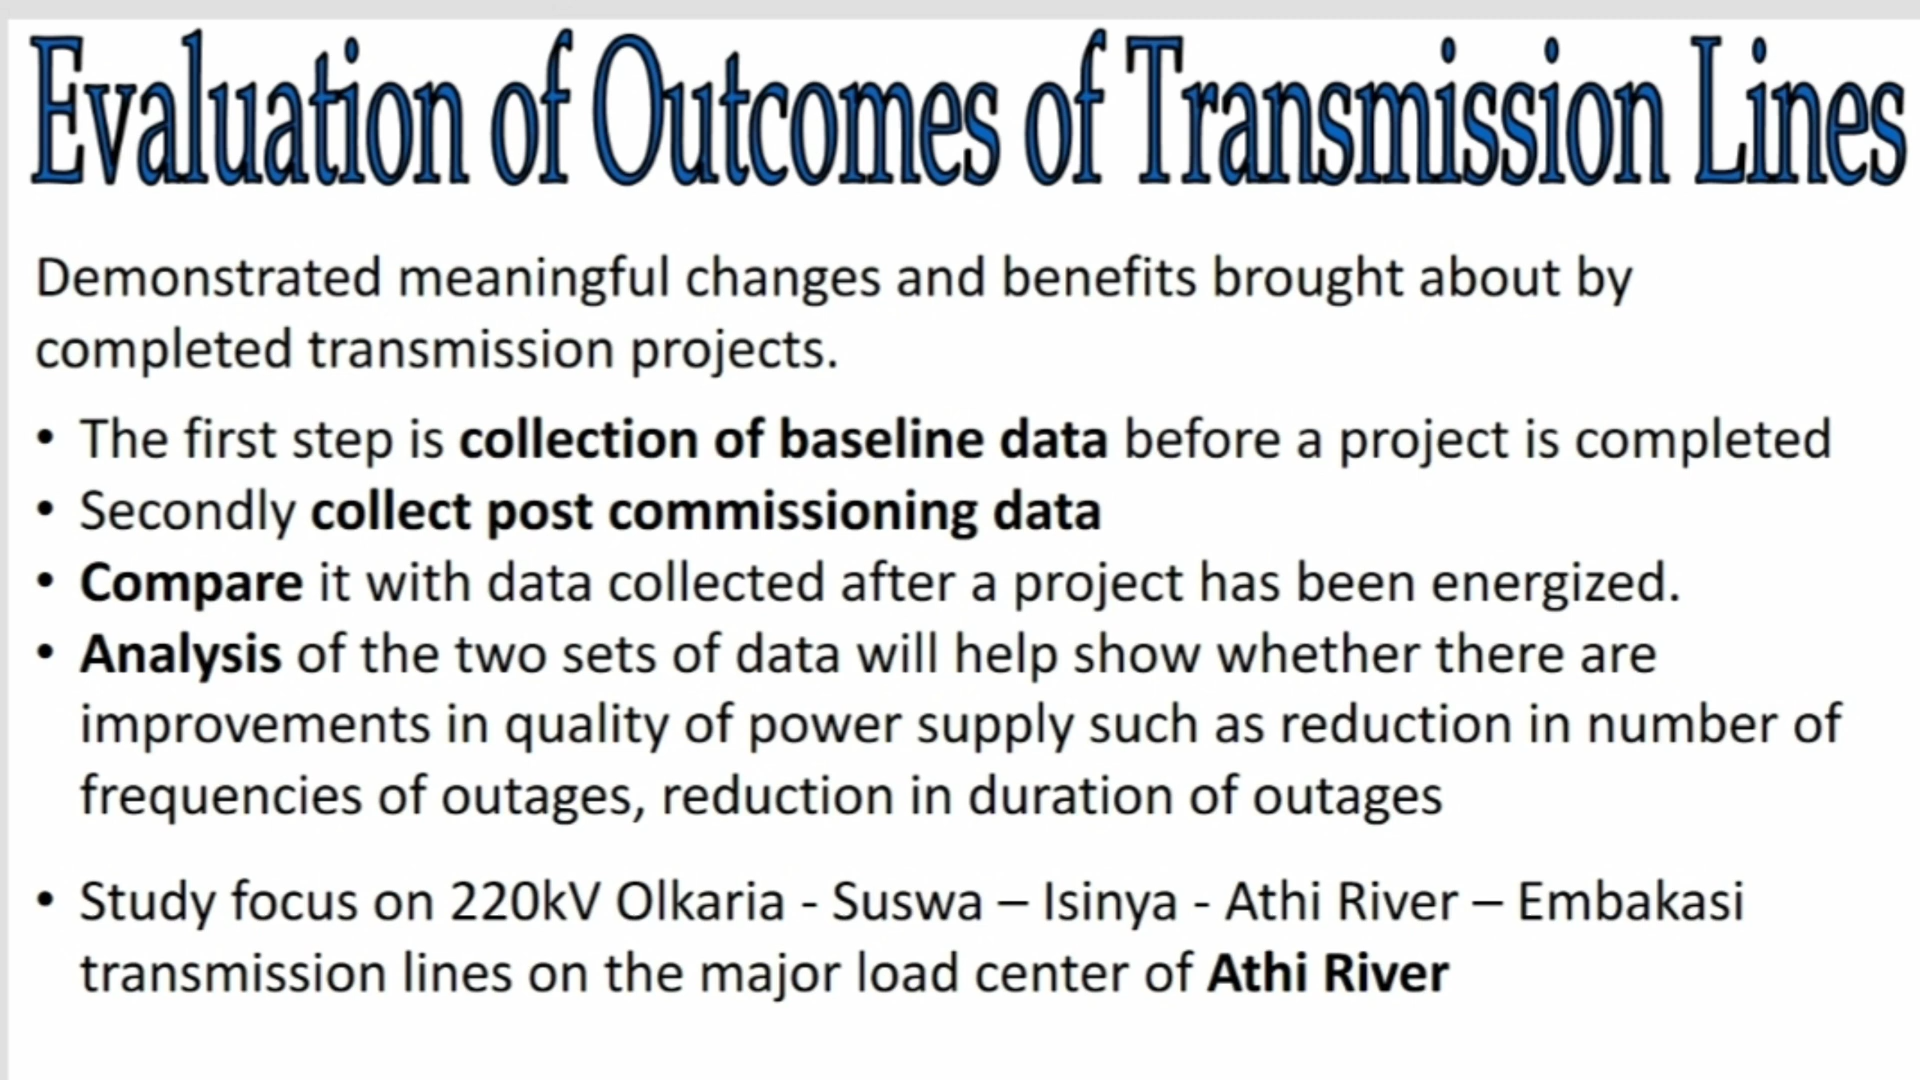 Evaluation of Outcomes of Transmission Lines
Demonstrated meaningful changes and benefits brought about by
completed transmission projects.
• The first step is collection of baseline data before a project is completed
• Secondly collect post commissioning data
• Compare it with data collected after a project has been energized.
• Analysis of the two sets of data will help show whether there are
improvements in quality of power supply such as reduction in number of
frequencies of outages, reduction in duration of outages
• Study focus on 220kV Olkaria - Suswa – Isinya - Athi River – Embakasi
transmission lines on the major load center of Athi River